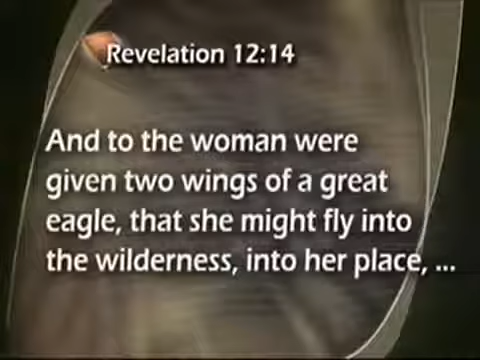 Revelation 12:14
And to the woman were
given two wings of a great
eagle, that she might fly into
the wilderness, into her place, ...